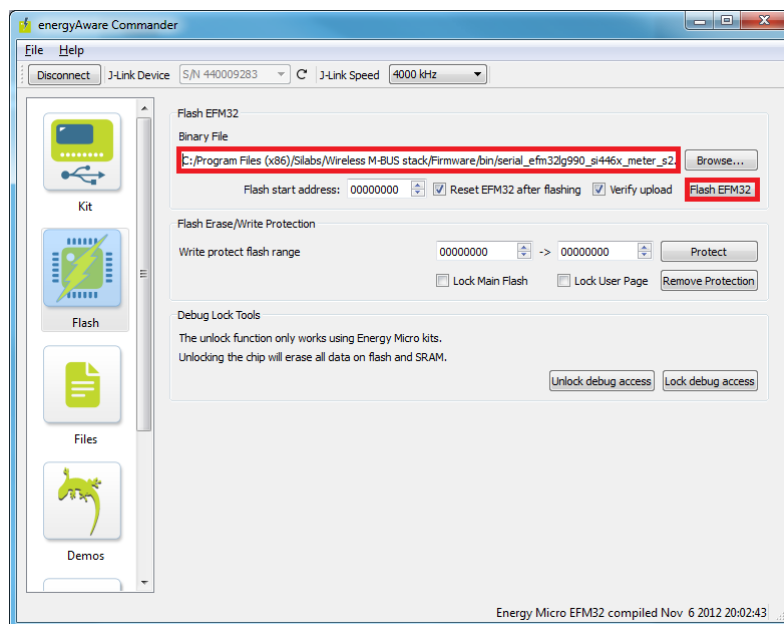 energyAware Commander
File Help
Disconnect J-Link Device S/N 440009283 J-Link Speed 4000 kHz
Kit
Flash
Files
Demos
Flash EFM32
Binary File
C:/Program Files (x86)/Silabs/Wireless M-BUS stack/Firmware/bin/serial_efm32lg990_si446x_meter_s2. Browse...
Flash start address: 00000000 Reset EFM32 after flashing Verify upload Flash EFM32
Flash Erase/Write Protection
Write protect flash range 00000000 -> 00000000 Protect
Lock Main Flash Lock User Page Remove Protection
Debug Lock Tools
The unlock function only works using Energy Micro kits.
Unlocking the chip will erase all data on flash and SRAM.
Unlock debug access Lock debug access
Energy Micro EFM32 compiled Nov 6 2012 20:02:43